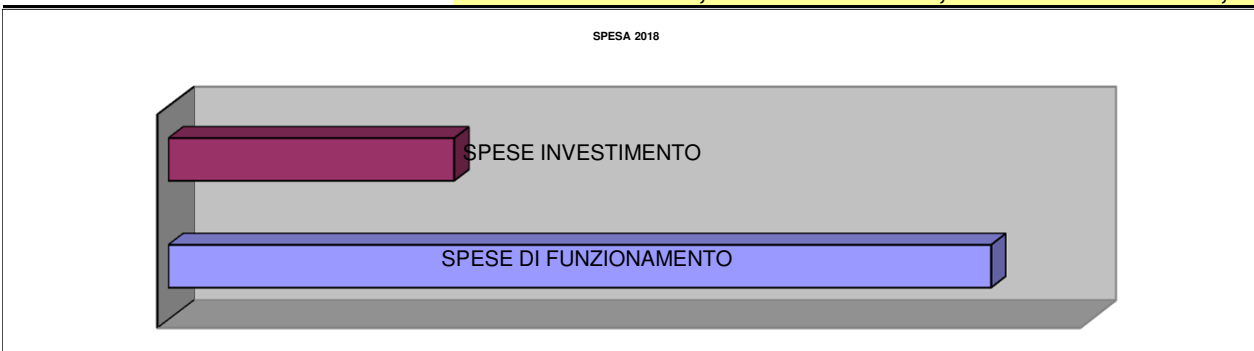 SPESA 2018
SPESE INVESTIMENTO
SPESE DI FUNZIONAMENTO